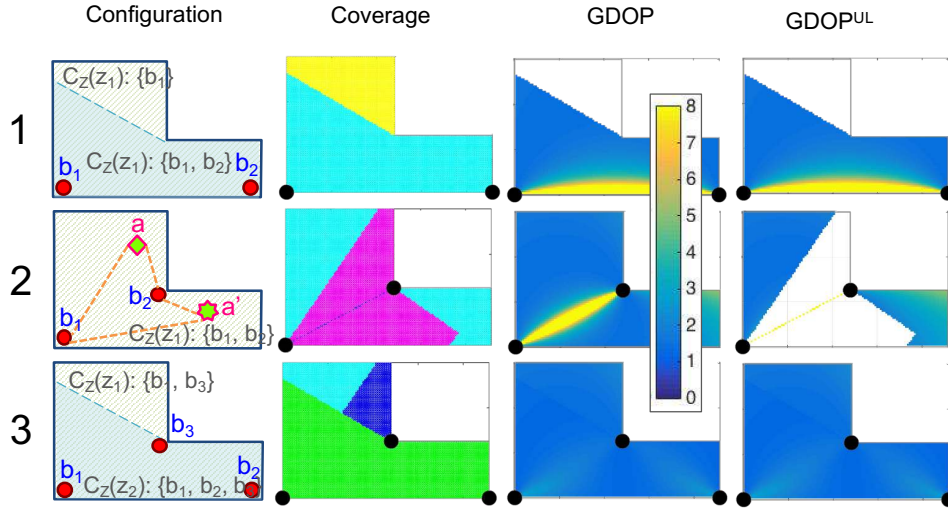 Configuration Coverage GDOP GDOP^UL
1
C_Z(z_1): {b_1}
C_Z(z_1): {b_1, b_2}
b_1
b_2
8
7
6
5
4
3
2
1
0
2
a
b_2
a'
b_1
C_Z(z_1): {b_1, b_2}
3
C_Z(z_1): {b_1, b_3}
b_3
b_1
b_2
C_Z(z_2): {b_1, b_2,